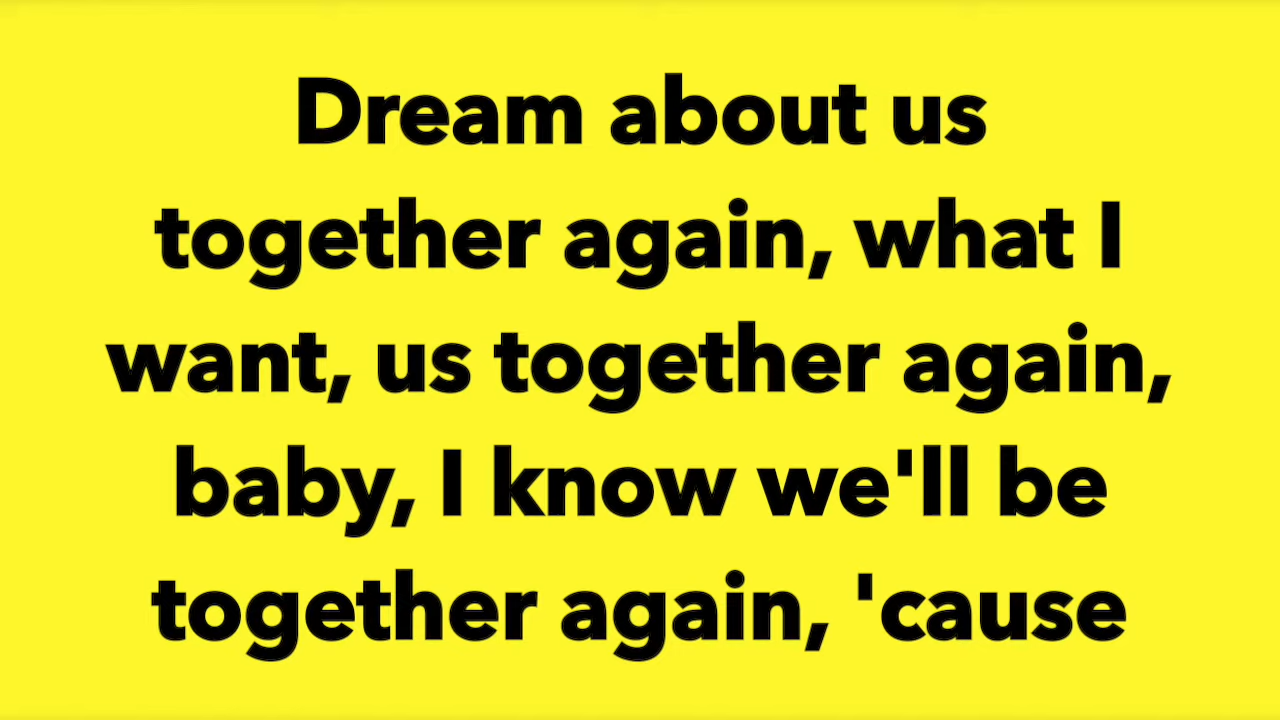 Dream about us
together again, what I
want, us together again,
baby, I know we'll be
together again, 'cause